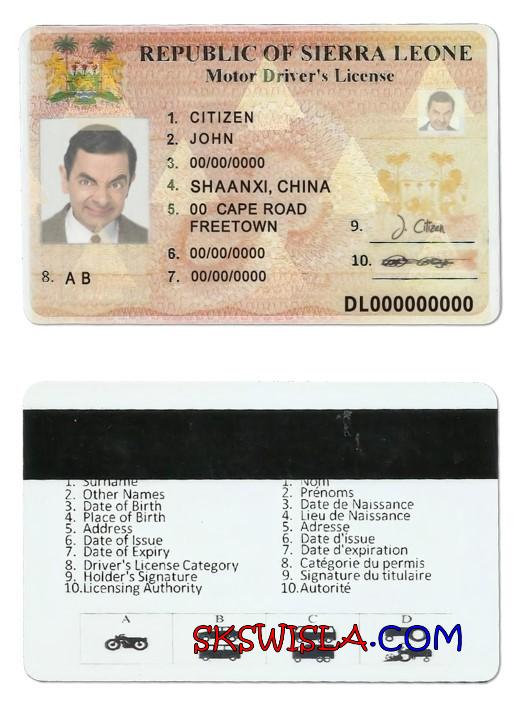 REPUBLIC OF SIERRA LEONE
Motor Driver's License
1. CITIZEN
2. JOHN
3. 00/00/0000
4. SHAANXI, CHINA
5. 00 CAPE ROAD
FREETOWN
6. 00/00/0000
7. 00/00/0000
8. A B
9. J. Citizen
10.
DL000000000
1. Surname
2. Other Names
3. Date of Birth
4. Place of Birth
5. Address
6. Date of Issue
7. Date of Expiry
8. Driver's License Category
9. Holder's Signature
10.Licensing Authority
1. Nom
2. Prénoms
3. Date de Naissance
4. Lieu de Naissance
5. Adresse
6. Date d'issue
7. Date d'expiration
8. Catégorie du permis
9. Signature du titulaire
10.Autorité
A B C D
SKSWISLA.COM